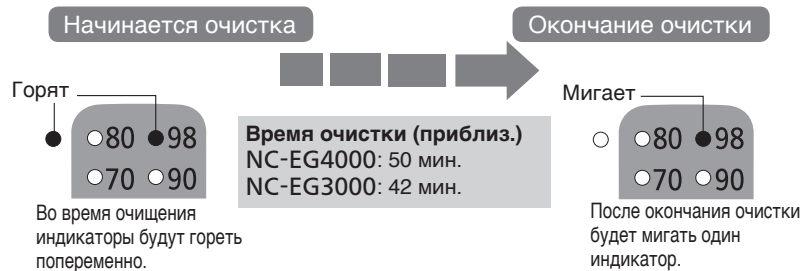 Начинается очистка
Окончание очистки
Горят
80 98
70 90
Во время очищения
индикаторы будут гореть
попеременно.
Время очистки (приблиз.)
NC-EG4000: 50 мин.
NC-EG3000: 42 мин.
Мигает
80 98
70 90
После окончания очистки
будет мигать один
индикатор.